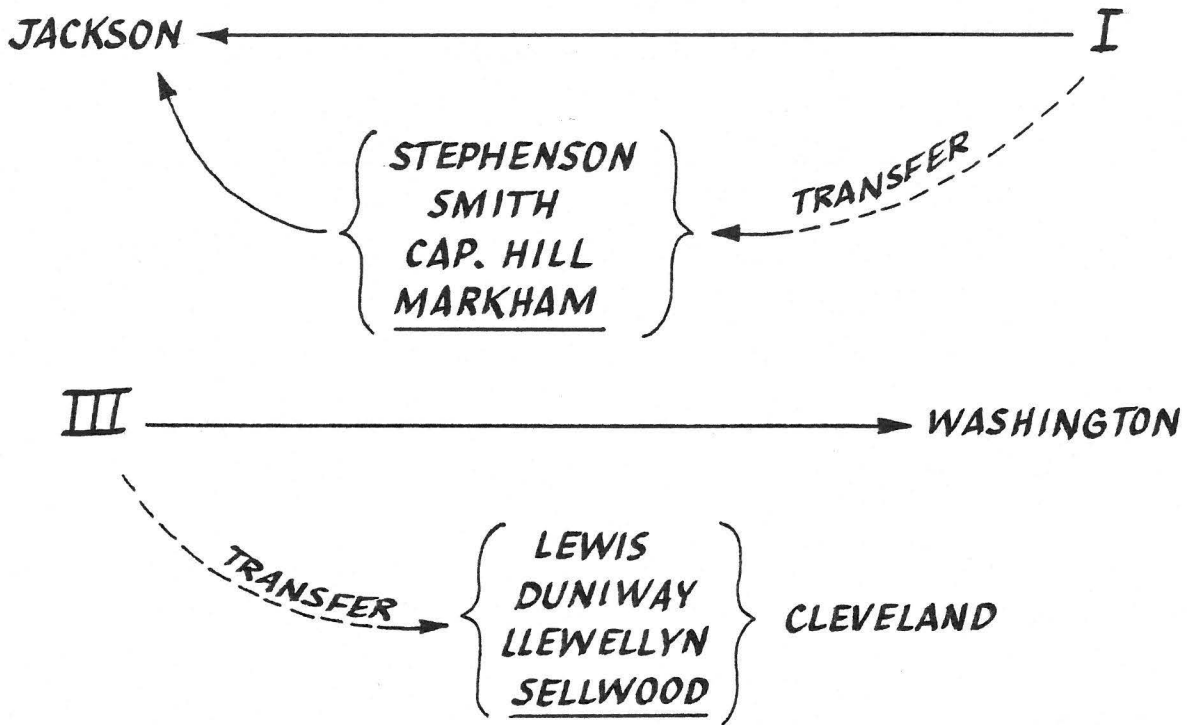 JACKSON I
TRANSFER
STEPHENSON
SMITH
CAP. HILL
MARKHAM
III WASHINGTON
TRANSFER
LEWIS
DUNIWAY
LLEWELLYN
SELLWOOD
CLEVELAND